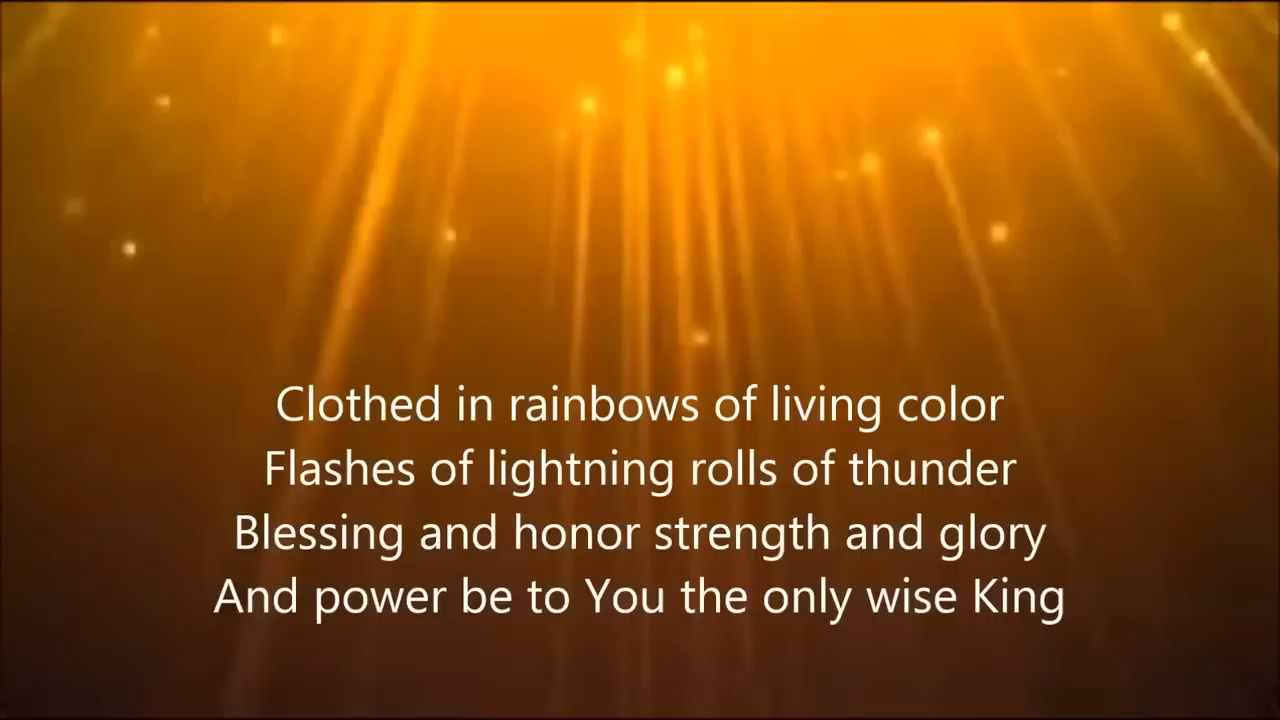 Clothed in rainbows of living color
Flashes of lightning rolls of thunder
Blessing and honor strength and glory
And power be to You the only wise King